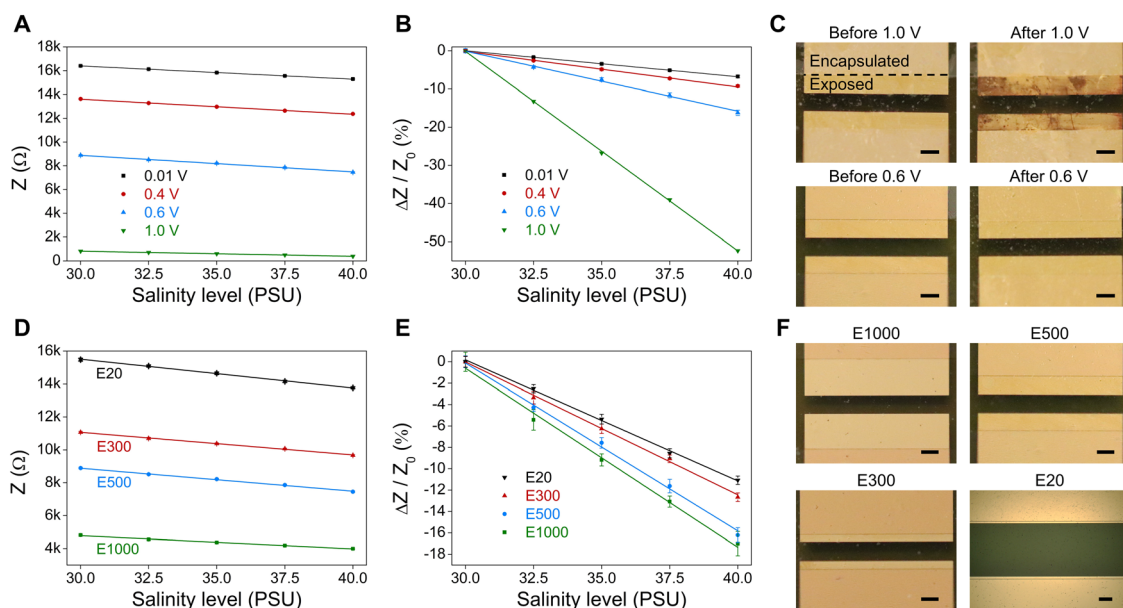 A
18k
16k
14k
12k
10k
8k
6k
4k
2k
0
Z (Ω)
0.01 V
0.4 V
0.6 V
1.0 V
30.0 32.5 35.0 37.5 40.0
Salinity level (PSU)
B
0
-10
-20
-30
-40
-50
ΔZ / Z0 (%)
0.01 V
0.4 V
0.6 V
1.0 V
30.0 32.5 35.0 37.5 40.0
Salinity level (PSU)
C
Before 1.0 V
After 1.0 V
Encapsulated
Exposed
Before 0.6 V
After 0.6 V
D
16k
14k
12k
10k
8k
6k
4k
Z (Ω)
E20
E300
E500
E1000
30.0 32.5 35.0 37.5 40.0
Salinity level (PSU)
E
0
-2
-4
-6
-8
-10
-12
-14
-16
-18
ΔZ / Z0 (%)
E20
E300
E500
E1000
30.0 32.5 35.0 37.5 40.0
Salinity level (PSU)
F
E1000
E500
E300
E20